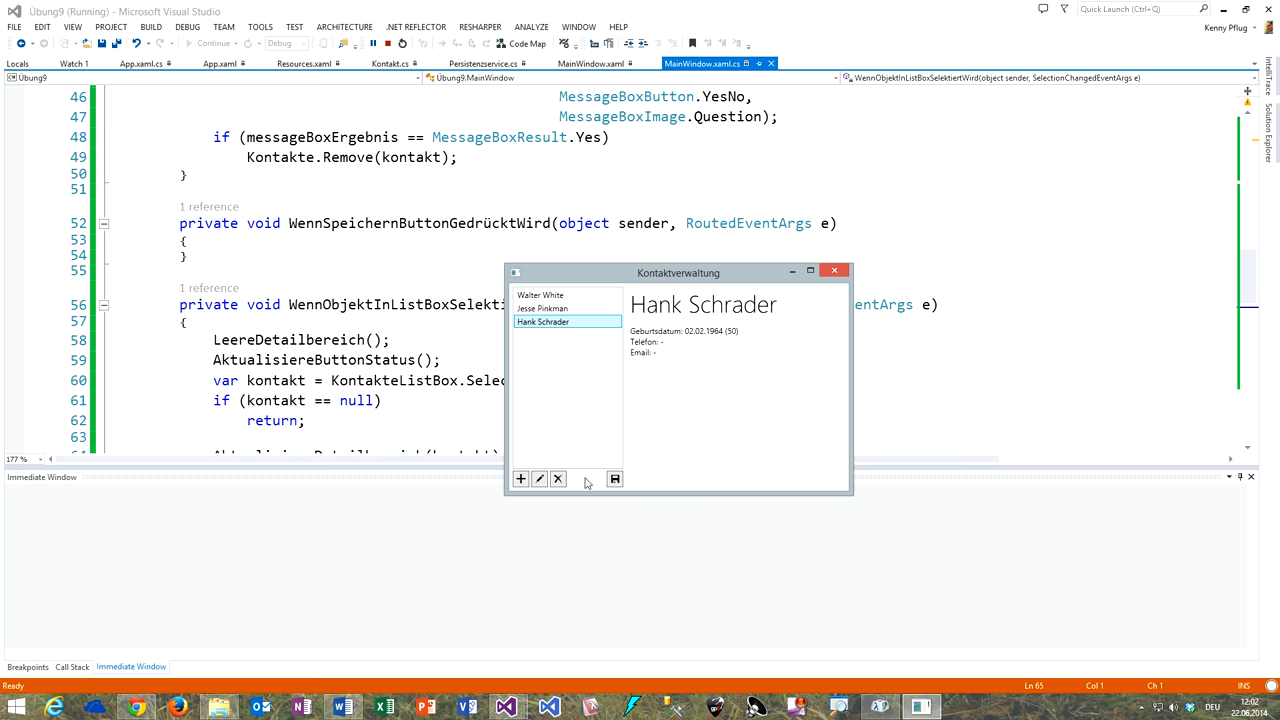 Übung9 (Running) - Microsoft Visual Studio
Quick Launch (Ctrl+Q)
FILE EDIT VIEW PROJECT BUILD DEBUG TEAM TOOLS TEST ARCHITECTURE .NET REFLECTOR RESHARPER ANALYZE WINDOW HELP
Kenny Pflug
Continue Debug Code Map
Locals Watch 1 App.xaml.cs App.xaml Resources.xaml Kontakt.cs Persistenzservice.cs MainWindow.xaml MainWindow.xaml.cs
Übung9 Übung9.MainWindow WennObjektInListBoxSelektiertWird(object sender, SelectionChangedEventArgs e)
IntelliTrace
Solution Explorer
46 MessageBoxButton.YesNo,
47 MessageBoxImage.Question);
48 if (messageBoxErgebnis == MessageBoxResult.Yes)
49 Kontakte.Remove(kontakt);
50 }
51
1 reference
52 private void WennSpeichernButtonGedrücktWird(object sender, RoutedEventArgs e)
53 {
54 }
55
1 reference
56 private void WennObjektInListBoxSelekti
entArgs e)
57 {
58 LeereDetailbereich();
59 AktualisiereButtonStatus();
60 var kontakt = KontakteListBox.Selec
61 if (kontakt == null)
62 return;
63
Kontaktverwaltung
Walter White
Jesse Pinkman
Hank Schrader
Hank Schrader
Geburtsdatum: 02.02.1964 (50)
Telefon: -
Email: -
177 %
Immediate Window
Breakpoints Call Stack Immediate Window
Ready Ln 65 Col 1 Ch 1 INS
DEU
12:02
22.06.2014